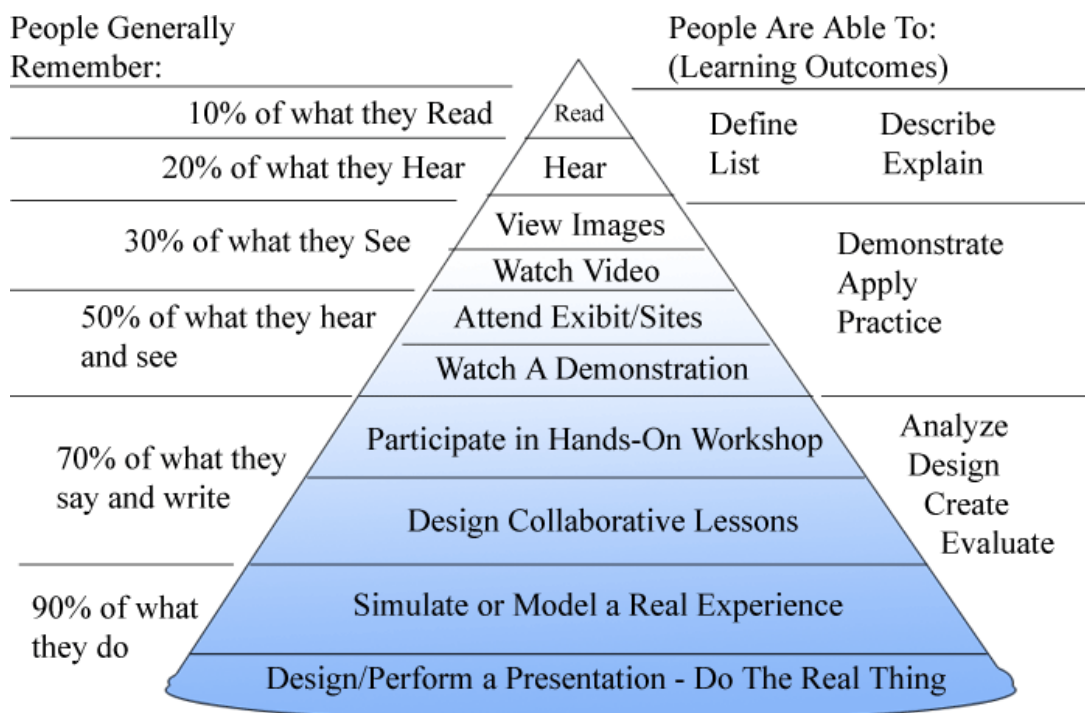 People Generally
Remember:
10% of what they Read
20% of what they Hear
30% of what they See
50% of what they hear
and see
70% of what they
say and write
90% of what
they do
Read
Hear
View Images
Watch Video
Attend Exibit/Sites
Watch A Demonstration
Participate in Hands-On Workshop
Design Collaborative Lessons
Simulate or Model a Real Experience
Design/Perform a Presentation - Do The Real Thing
People Are Able To:
(Learning Outcomes)
Define Describe
List Explain
Demonstrate
Apply
Practice
Analyze
Design
Create
Evaluate